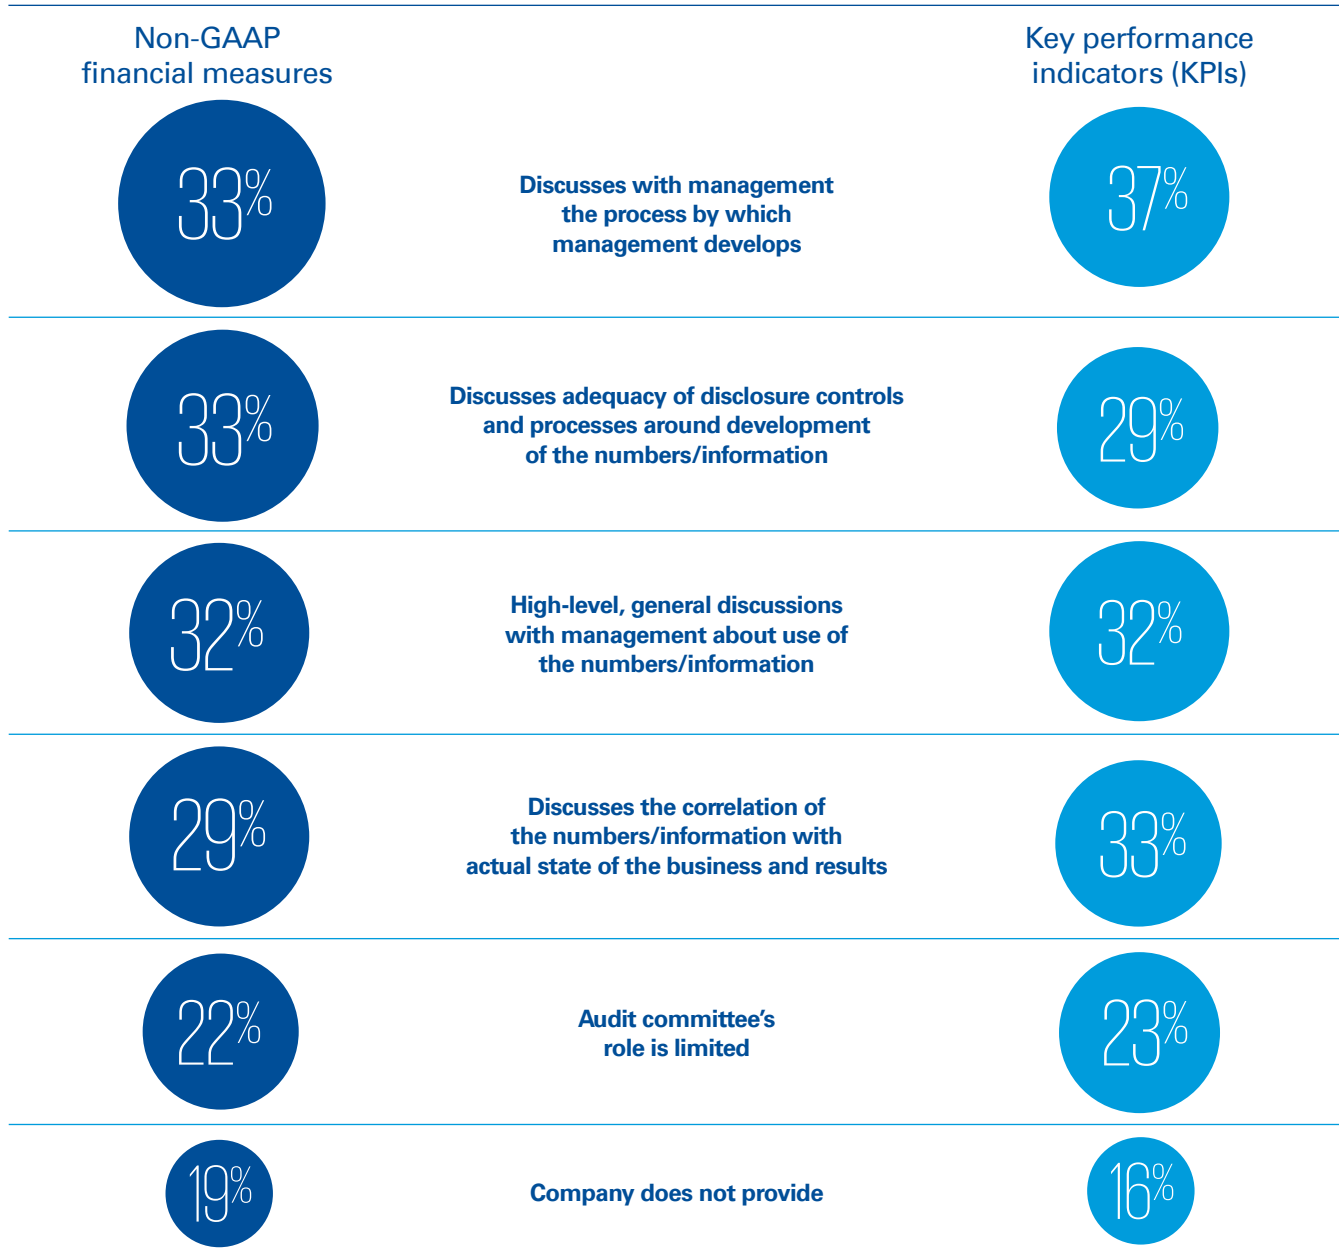 Non-GAAP
financial measures
Key performance
indicators (KPIs)
33%
Discusses with management
the process by which
management develops
37%
33%
Discusses adequacy of disclosure controls
and processes around development
of the numbers/information
29%
32%
High-level, general discussions
with management about use of
the numbers/information
32%
29%
Discusses the correlation of
the numbers/information with
actual state of the business and results
33%
22%
Audit committee’s
role is limited
23%
19%
Company does not provide
16%